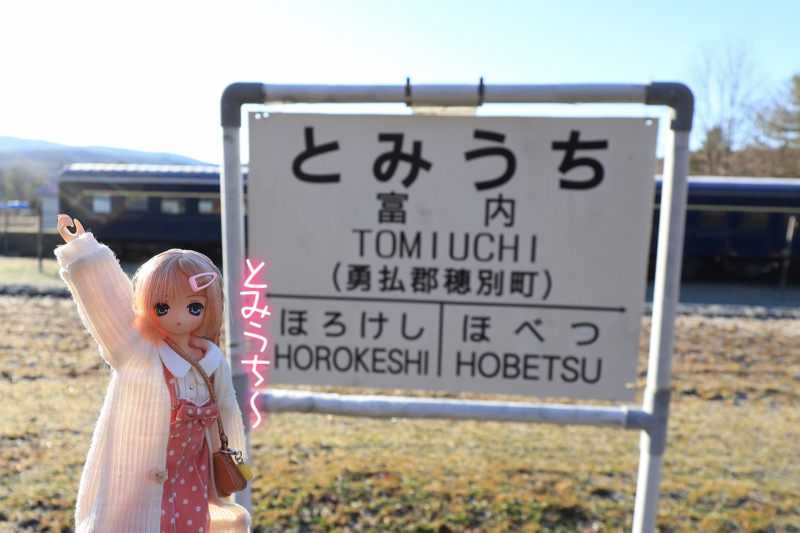 とみうち
富内
TOMIUCHI
(勇払郡穂別町)
ほろけし ほべつ
HOROKESHI HOBETSU
とみうち〜